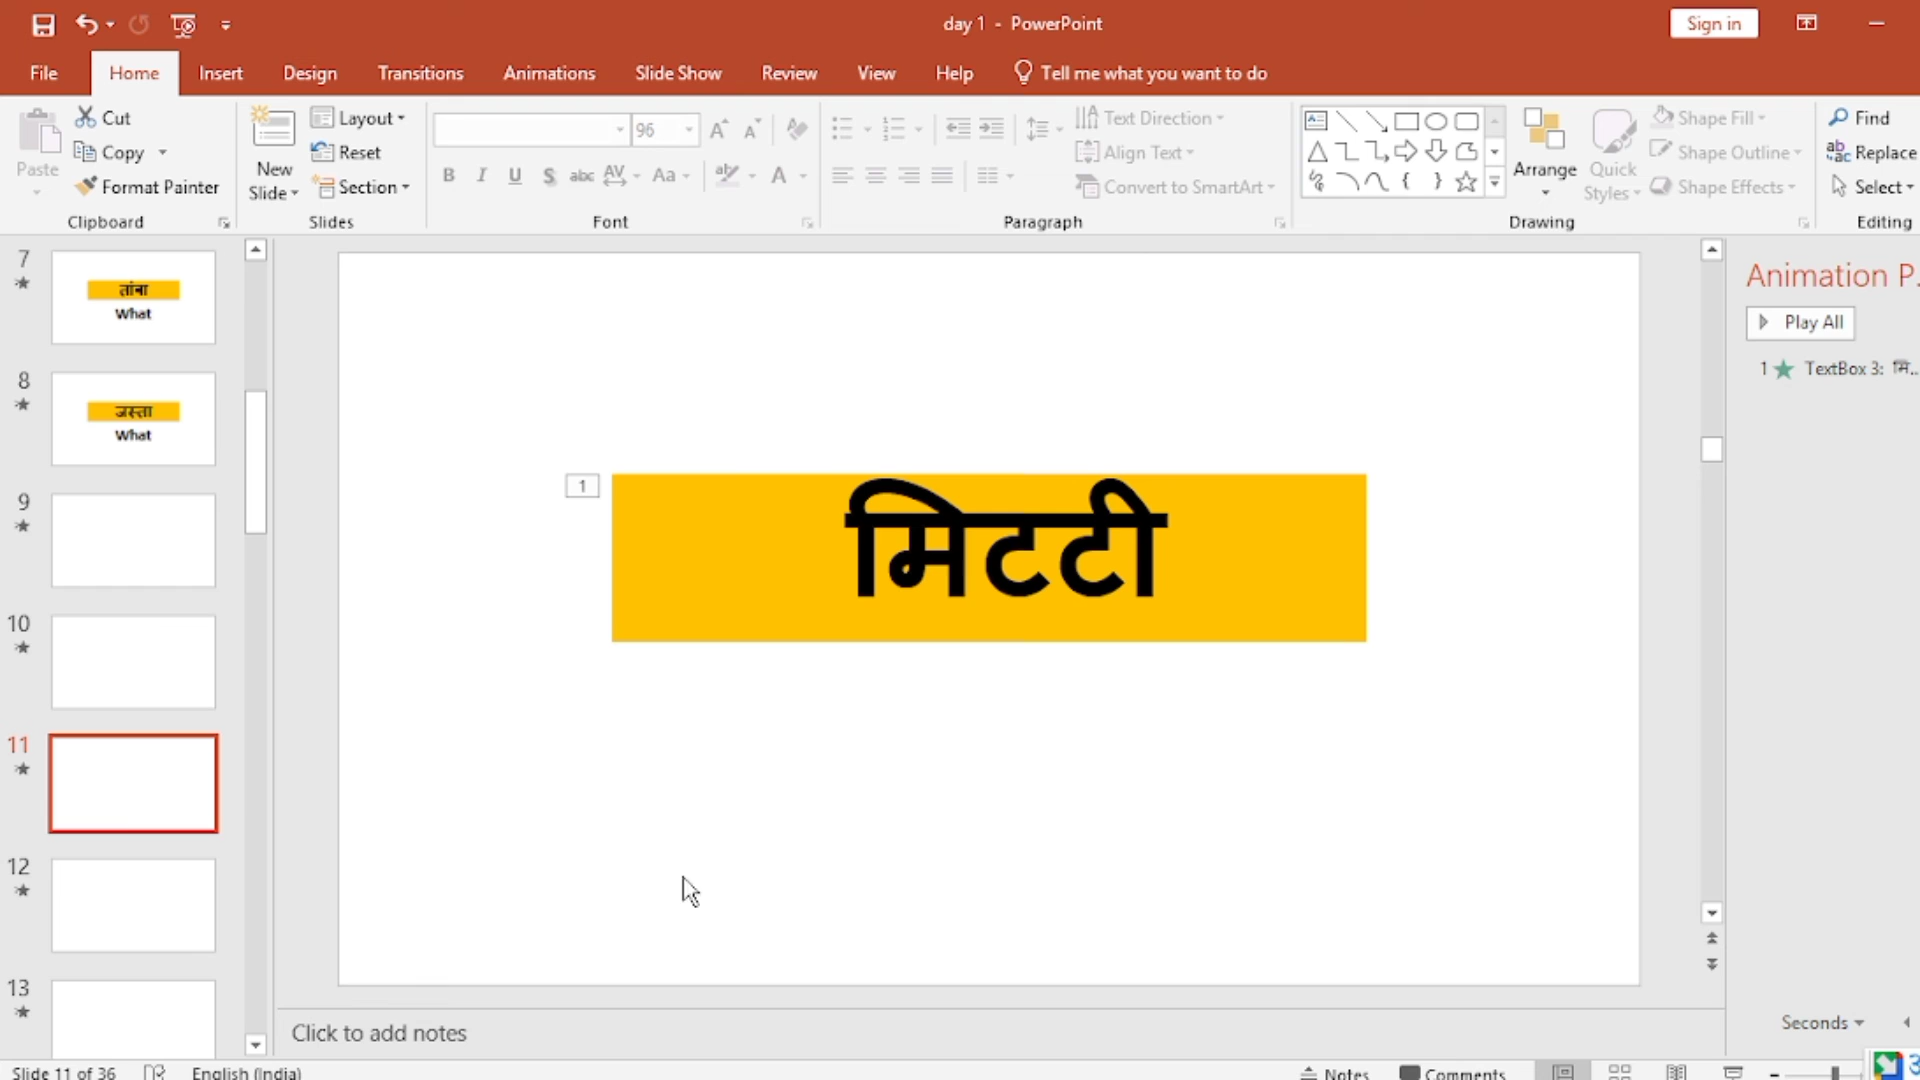 day 1 - PowerPoint
Sign in
File Home Insert Design Transitions Animations Slide Show Review View Help Tell me what you want to do
Paste Cut Copy Format Painter
Clipboard
New Slide Layout Reset Section
Slides
96
B I U S abc AV Aa A
Font
Text Direction
Align Text
Convert to SmartArt
Paragraph
Arrange
Quick Styles
Shape Fill
Shape Outline
Shape Effects
Drawing
Find
Replace
Select
Editing
7
तांबा
What
8
जस्ता
What
9
10
11
12
13
1
मिटटी
Animation P..
Play All
1 TextBox 3: मि..
Seconds
Click to add notes
Slide 11 of 36 English (India)
Notes Comments
3